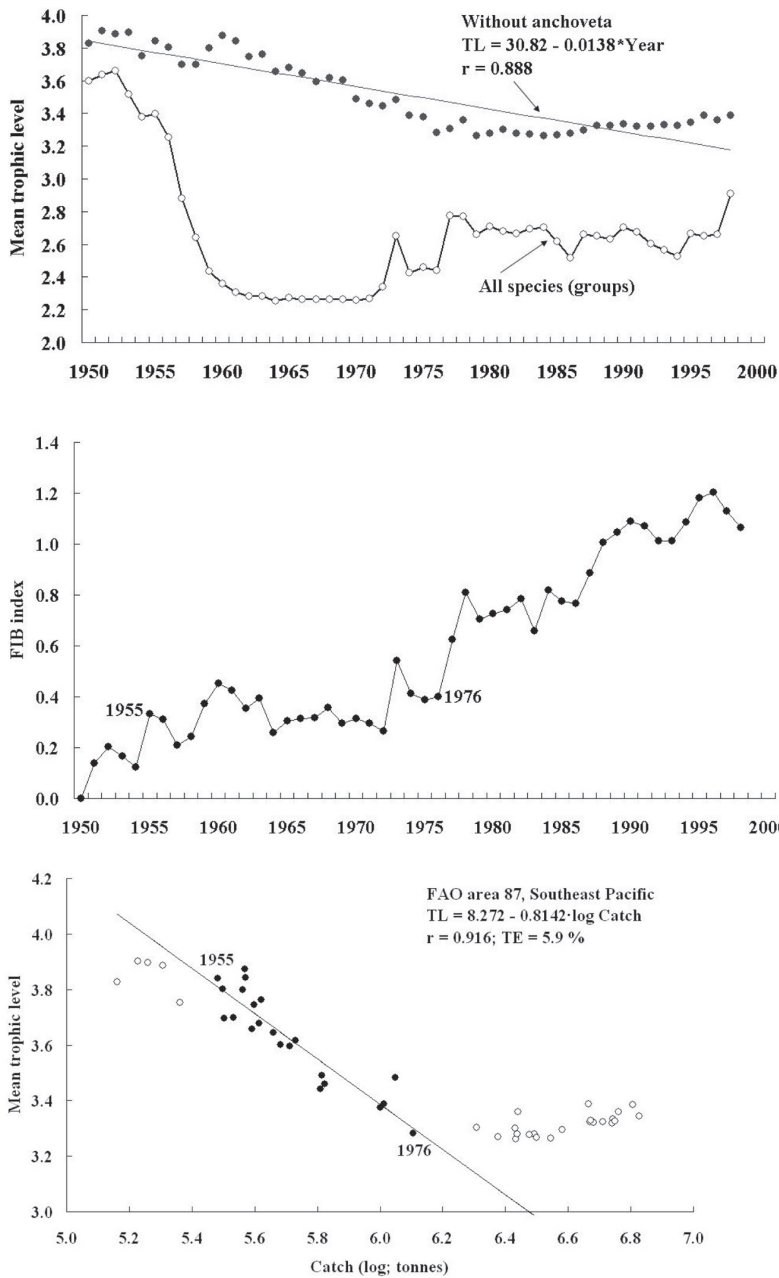 4.0
3.8
3.6
3.4
3.2
3.0
2.8
2.6
2.4
2.2
2.0
Mean trophic level
Without anchoveta
TL = 30.82 - 0.0138*Year
r = 0.888
All species (groups)
1950 1955 1960 1965 1970 1975 1980 1985 1990 1995 2000
1.4
1.2
1.0
0.8
0.6
0.4
0.2
0.0
FIB index
1955
1976
1950 1955 1960 1965 1970 1975 1980 1985 1990 1995 200
4.2
4.0
3.8
3.6
3.4
3.2
3.0
Mean trophic level
FAO area 87, Southeast Pacific
TL = 8.272 - 0.8142·log Catch
r = 0.916; TE = 5.9 %
1955
1976
5.0 5.2 5.4 5.6 5.8 6.0 6.2 6.4 6.6 6.8 7.0
Catch (log; tonnes)